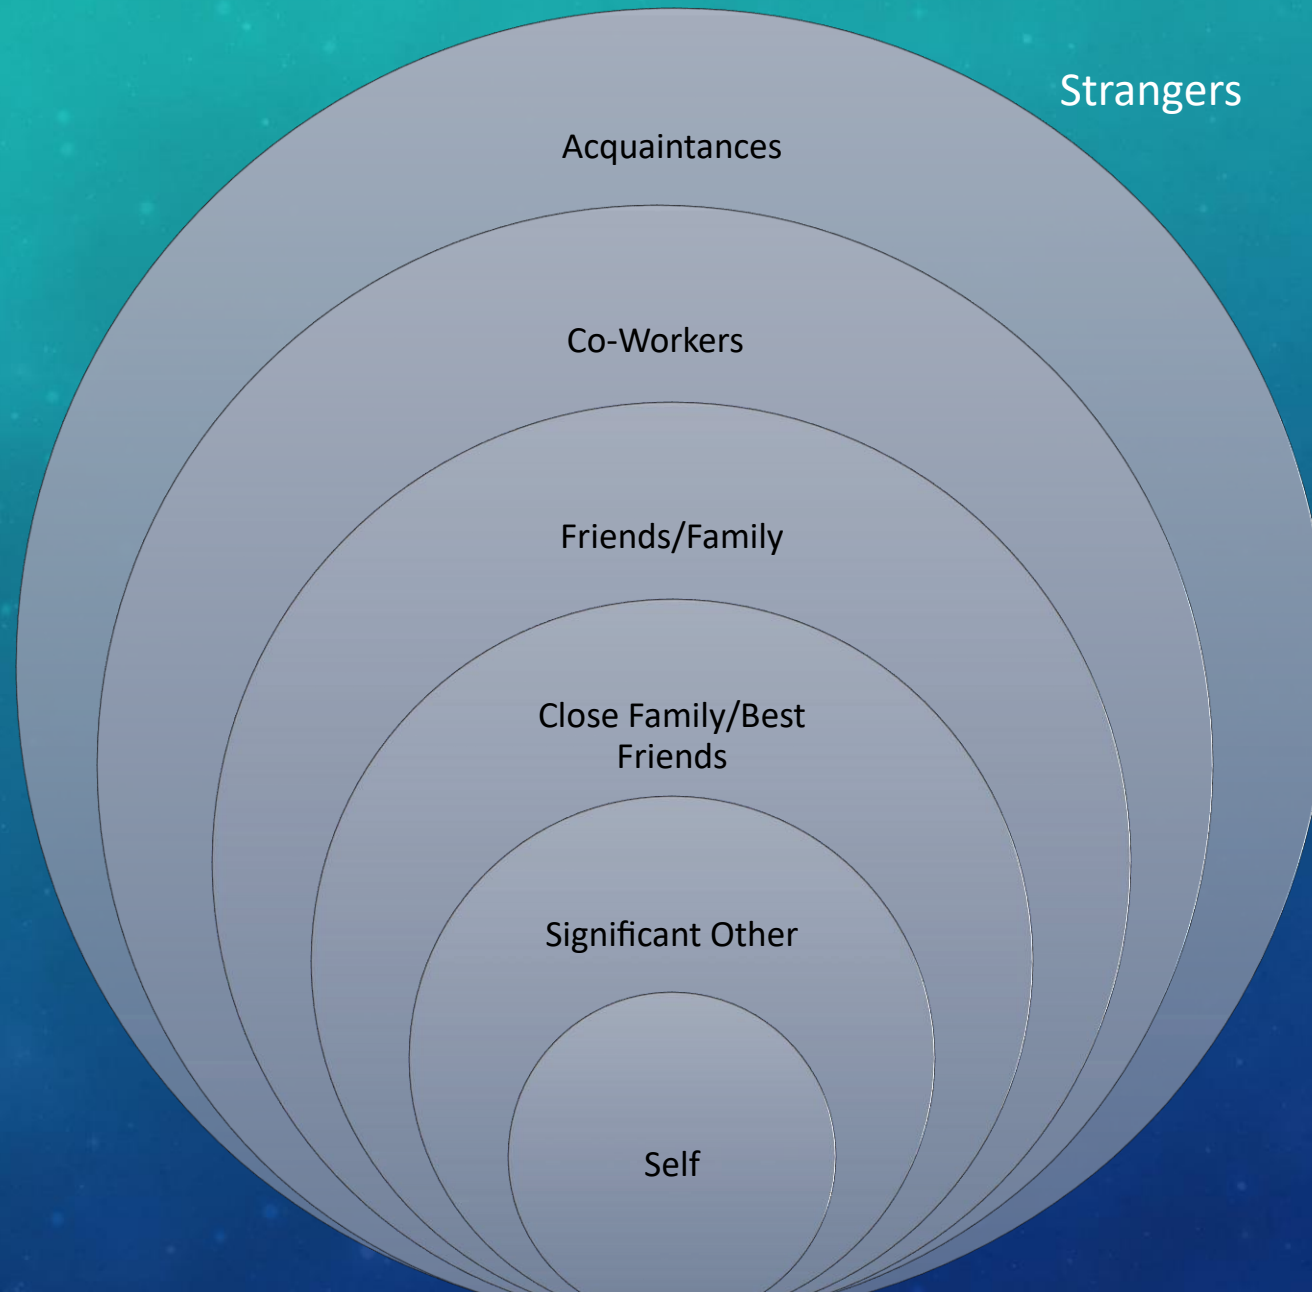 Strangers
Acquaintances
Co-Workers
Friends/Family
Close Family/Best
Friends
Significant Other
Self